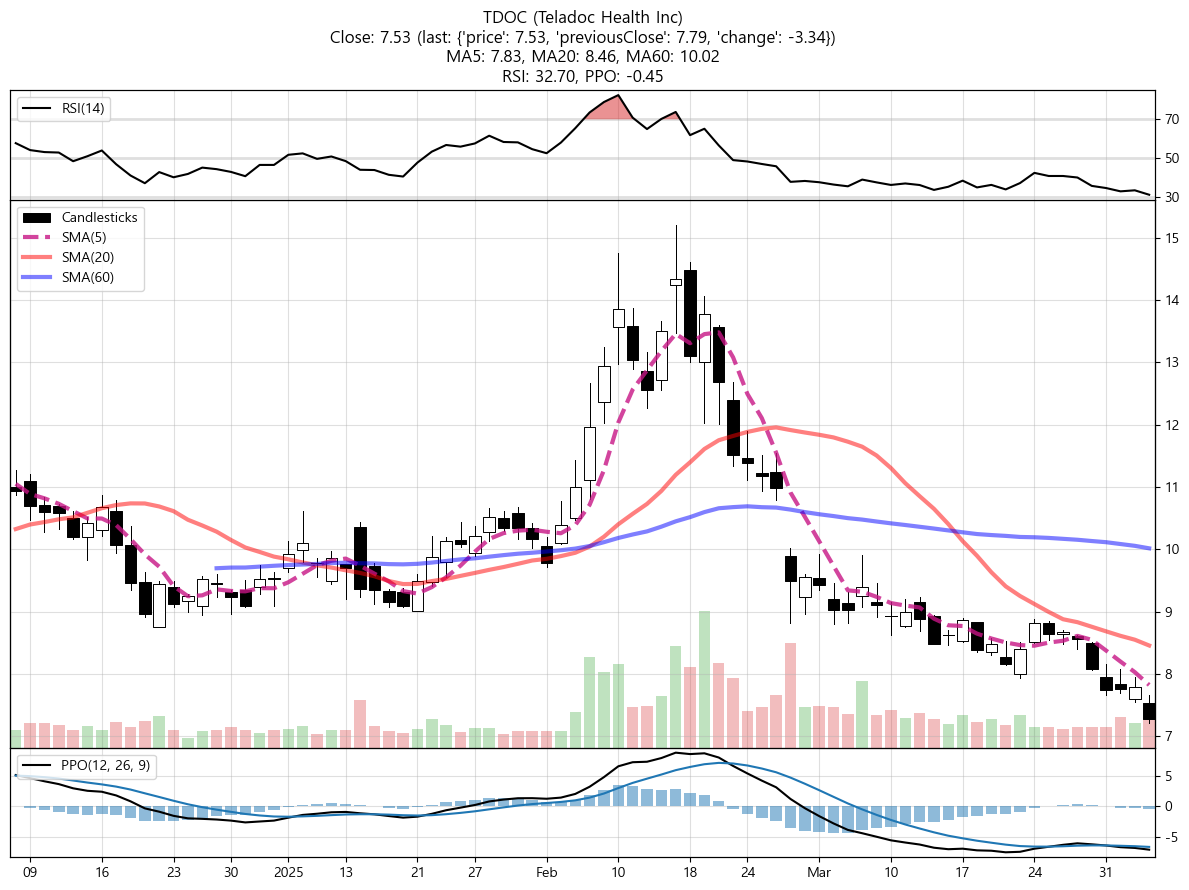 TDOC (Teladoc Health Inc)
Close: 7.53 (last: {'price': 7.53, 'previousClose': 7.79, 'change': -3.34})
MA5: 7.83, MA20: 8.46, MA60: 10.02
RSI: 32.70, PPO: -0.45
RSI(14)
70
50
30
Candlesticks
SMA(5)
SMA(20)
SMA(60)
15
14
13
12
11
10
9
8
7
PPO(12, 26, 9)
5
0
-5
09 16 23 30 2025 13 21 27 Feb 10 18 24 Mar 10 17 24 31